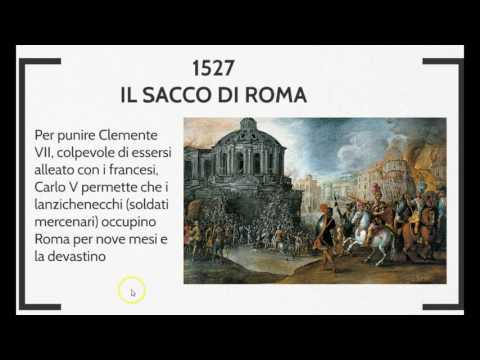 1527
IL SACCO DI ROMA
Per punire Clemente
VII, colpevole di essersi
alleato con i francesi,
Carlo V permette che i
lanzichenecchi (soldati
mercenari) occupino
Roma per nove mesi e
la devastino